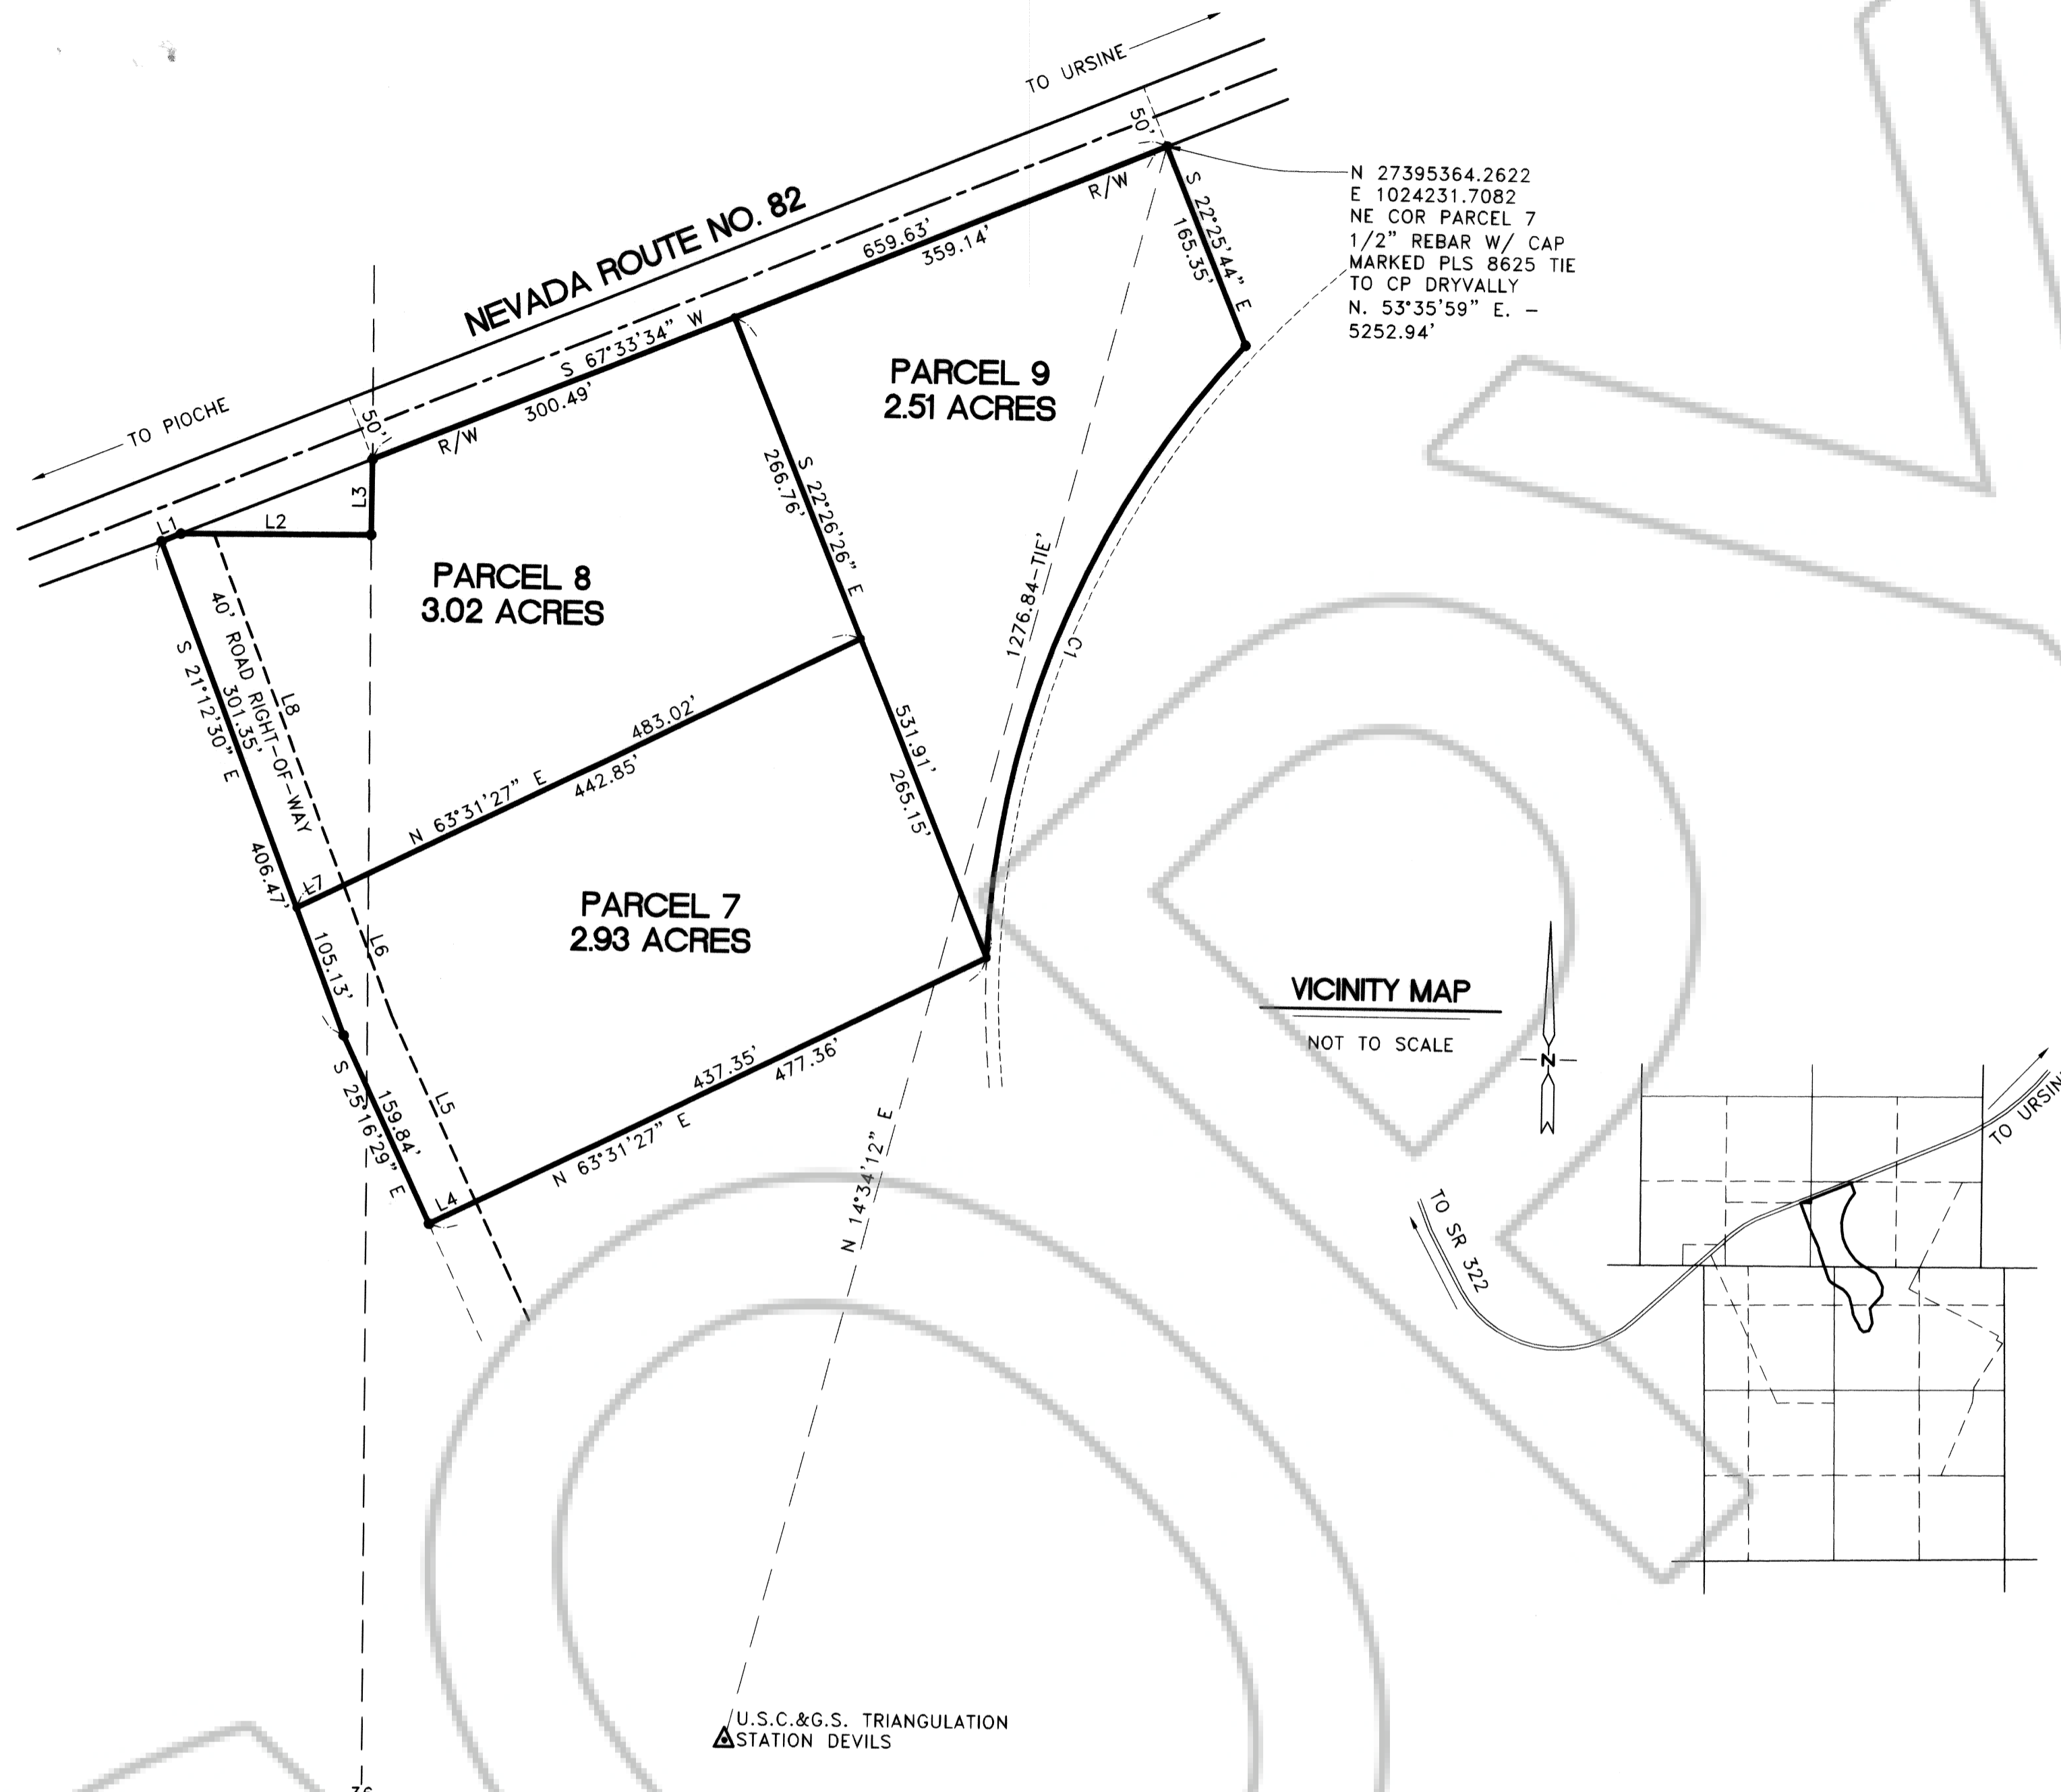 TO URSINE
50'
N 27395364.2622
E 1024231.7082
NE COR PARCEL 7
1/2" REBAR W/ CAP
MARKED PLS 8625 TIE
TO CP DRYVALLY
N. 53°35'59" E. –
5252.94'
R/W
S 22°25'44" E
165.35'
NEVADA ROUTE NO. 82
659.63'
359.14'
S 67°33'34" W
300.49'
R/W
TO PIOCHE
50'
PARCEL 9
2.51 ACRES
L3
L1
L2
S 22°26'26" E
266.76'
PARCEL 8
3.02 ACRES
1276.84–TIE'
C1
40' ROAD RIGHT–OF–WAY
L8
S 21°12'30" E
301.35'
406.47'
483.02'
N 63°31'27" E
442.85'
531.91'
265.15'
L7
PARCEL 7
2.93 ACRES
105.13'
L6
L5
S 25°16'29" E
159.84'
L4
437.35'
477.36'
N 63°31'27" E
N 14°34'12" E
VICINITY MAP
NOT TO SCALE
N
TO URSIN
TO SR 322
U.S.C.&G.S. TRIANGULATION
STATION DEVILS